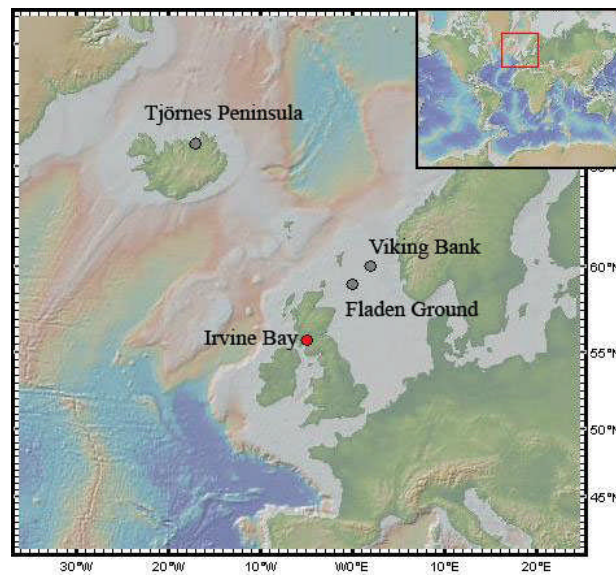 Tjörnes Peninsula
Viking Bank
60°N
Fladen Ground
Irvine Bay
55°N
50°N
45°N
30°W
20°W
10°W
W0°E
10°E
20°E